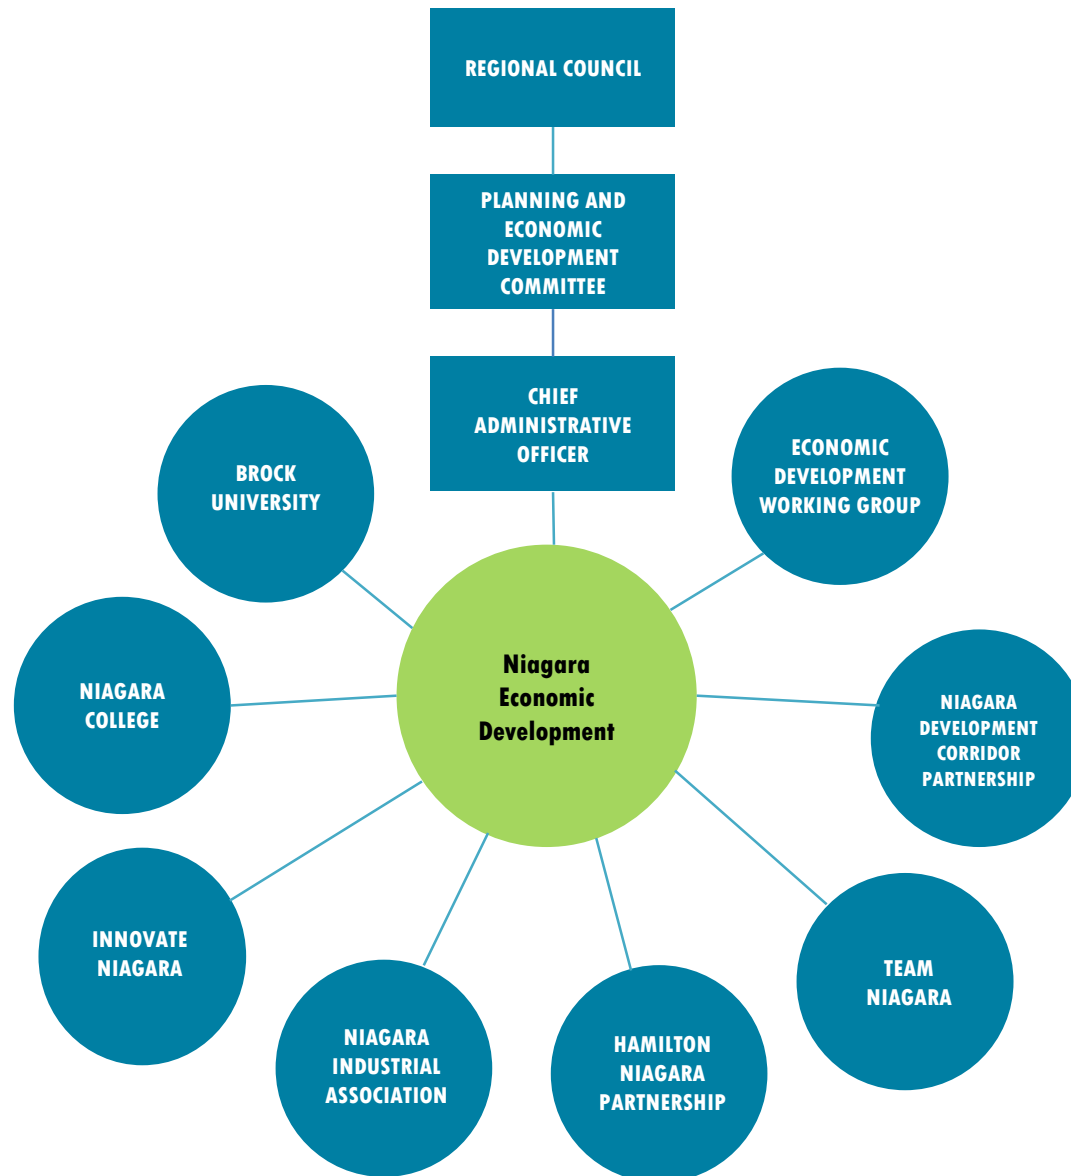 REGIONAL COUNCIL
PLANNING AND
ECONOMIC
DEVELOPMENT
COMMITTEE
CHIEF
ADMINISTRATIVE
OFFICER
ECONOMIC
DEVELOPMENT
WORKING GROUP
BROCK
UNIVERSITY
Niagara
Economic
Development
NIAGARA
COLLEGE
NIAGARA
DEVELOPMENT
CORRIDOR
PARTNERSHIP
INNOVATE
NIAGARA
TEAM
NIAGARA
NIAGARA
INDUSTRIAL
ASSOCIATION
HAMILTON
NIAGARA
PARTNERSHIP